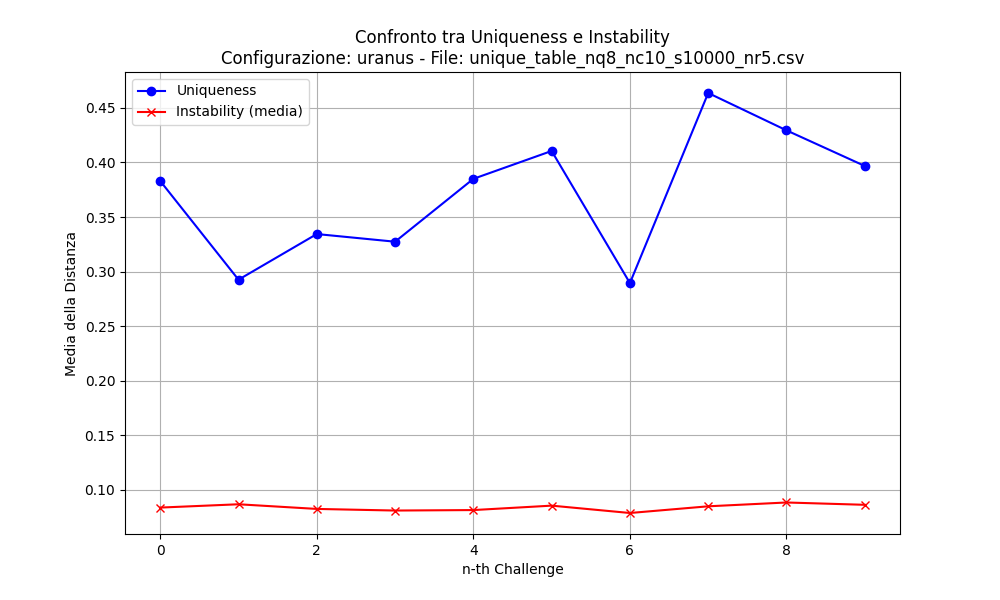 Confronto tra Uniqueness e Instability
Configurazione: uranus - File: unique_table_nq8_nc10_s10000_nr5.csv
Uniqueness
Instability (media)
Media della Distanza
0.45
0.40
0.35
0.30
0.25
0.20
0.15
0.10
0 2 4 6 8
n-th Challenge